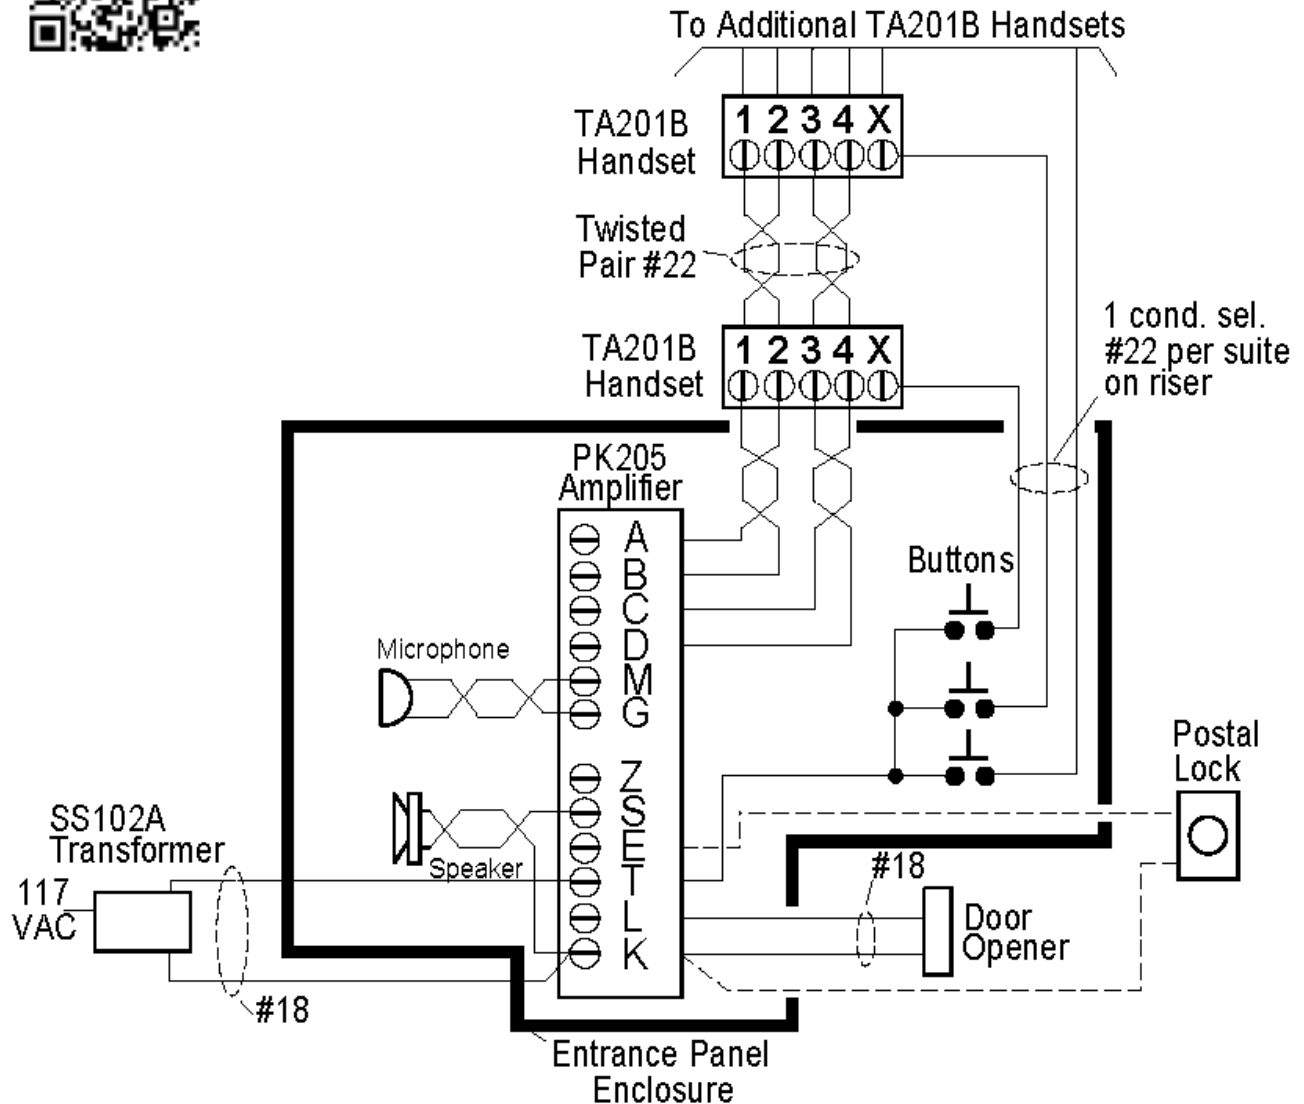 To Additional TA201B Handsets
TA201B
Handset
1 2 3 4 X
Twisted
Pair #22
TA201B
Handset
1 2 3 4 X
1 cond. sel.
#22 per suite
on riser
PK205
Amplifier
A
B
C
D
M
G
Z
S
E
T
L
K
Buttons
Microphone
Speaker
Postal
Lock
SS102A
Transformer
117
VAC
#18
#18
Door
Opener
Entrance Panel
Enclosure